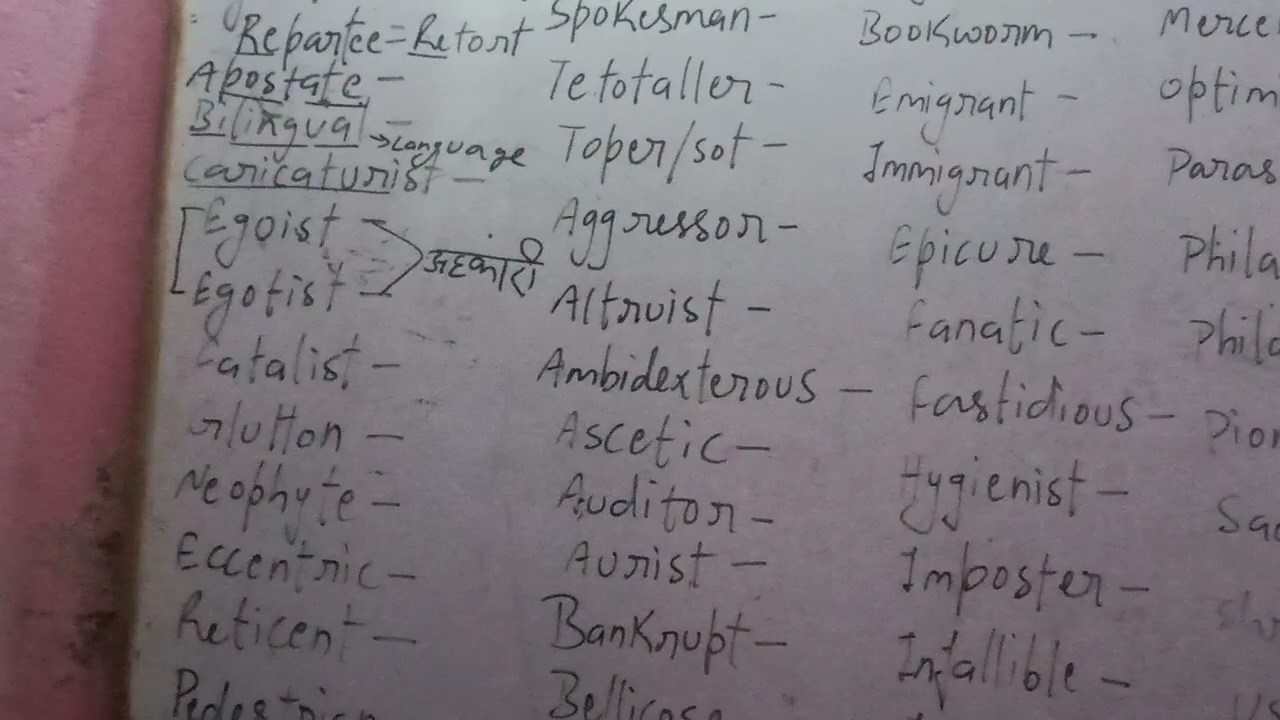 Repartee = Retort
Apostate –
Bilingual –
→ Language
Caricaturist –
Egoist –
Egotist –
अहंकारी
Fatalist –
Glutton –
Neophyte –
Eccentric –
Reticent –
Spokesman –
Tetotaller –
Toper/sot –
Aggressor –
Altruist –
Ambidexterous –
Ascetic –
Auditor –
Aurist –
Bankrupt –
Bookworm –
Emigrant –
Immigrant –
Epicure –
Fanatic –
Fastidious –
Hygienist –
Imposter –
Infallible –
Merce
Optim
Paras
Phila